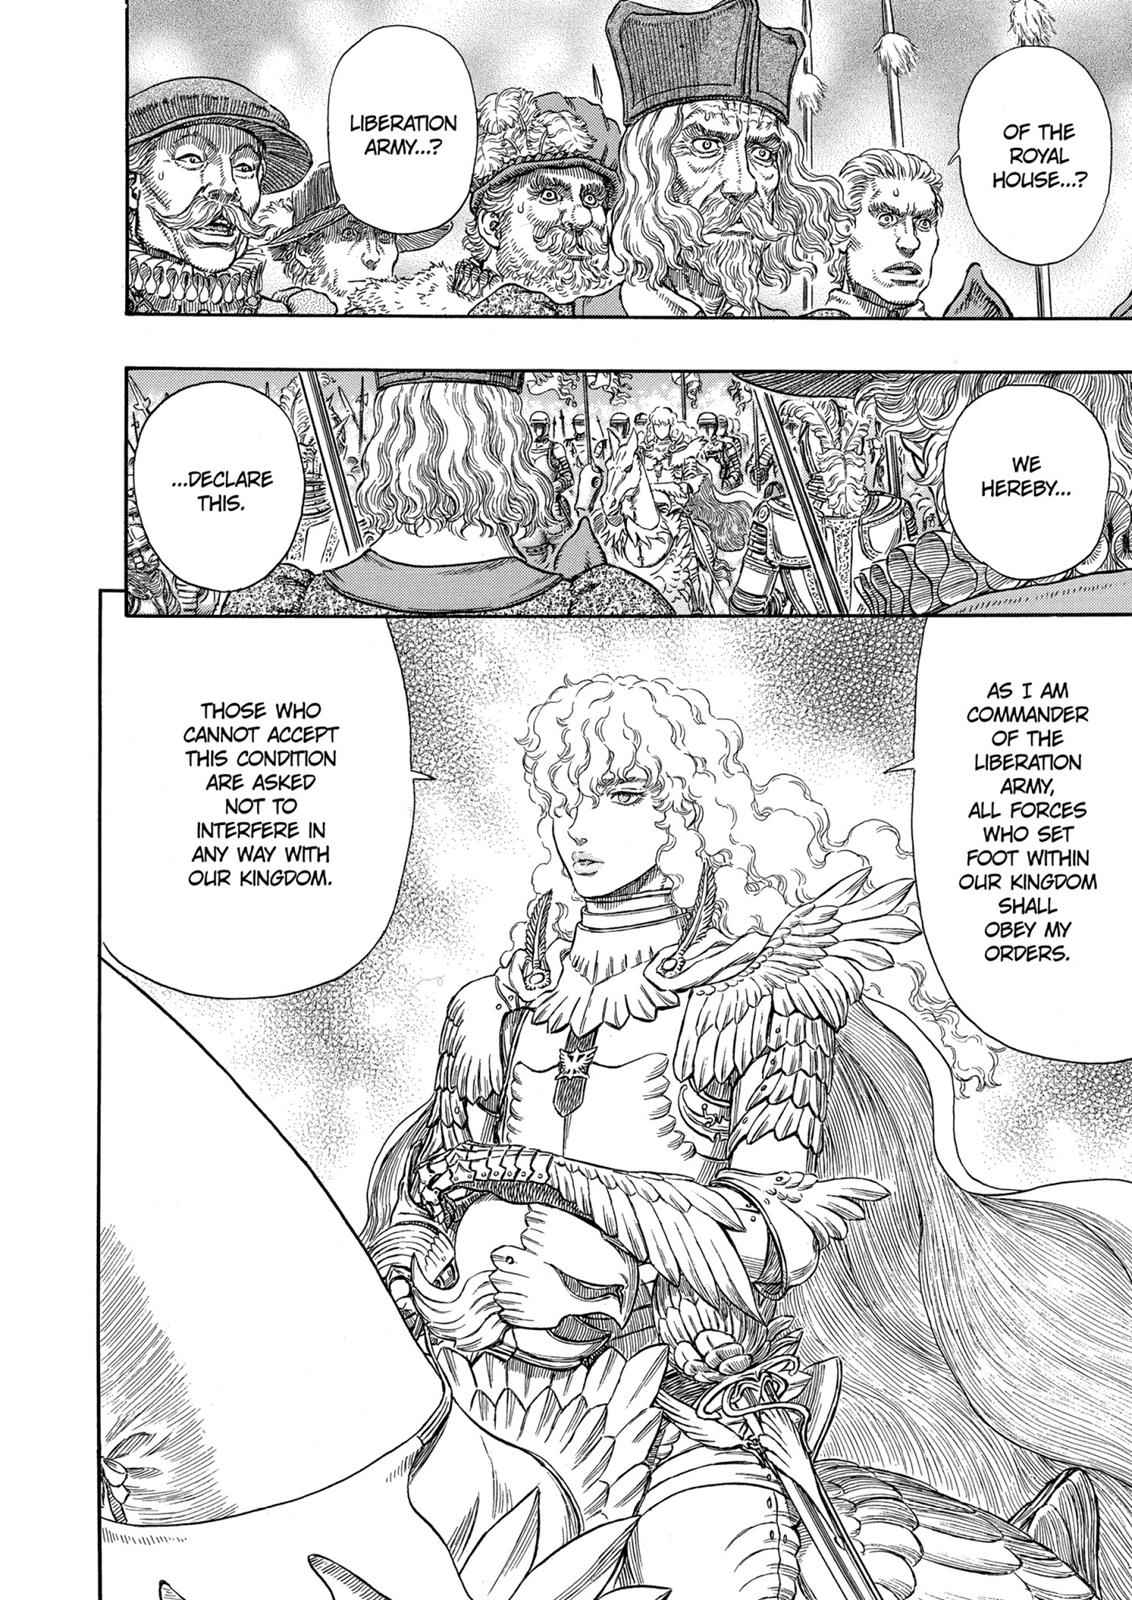 OF THE
ROYAL
HOUSE...?
LIBERATION
ARMY...?
WE
HEREBY...
...DECLARE
THIS.
AS I AM
COMMANDER
OF THE
LIBERATION
ARMY,
ALL FORCES
WHO SET
FOOT WITHIN
OUR KINGDOM
SHALL
OBEY MY
ORDERS.
THOSE WHO
CANNOT ACCEPT
THIS CONDITION
ARE ASKED
NOT TO
INTERFERE IN
ANY WAY WITH
OUR KINGDOM.